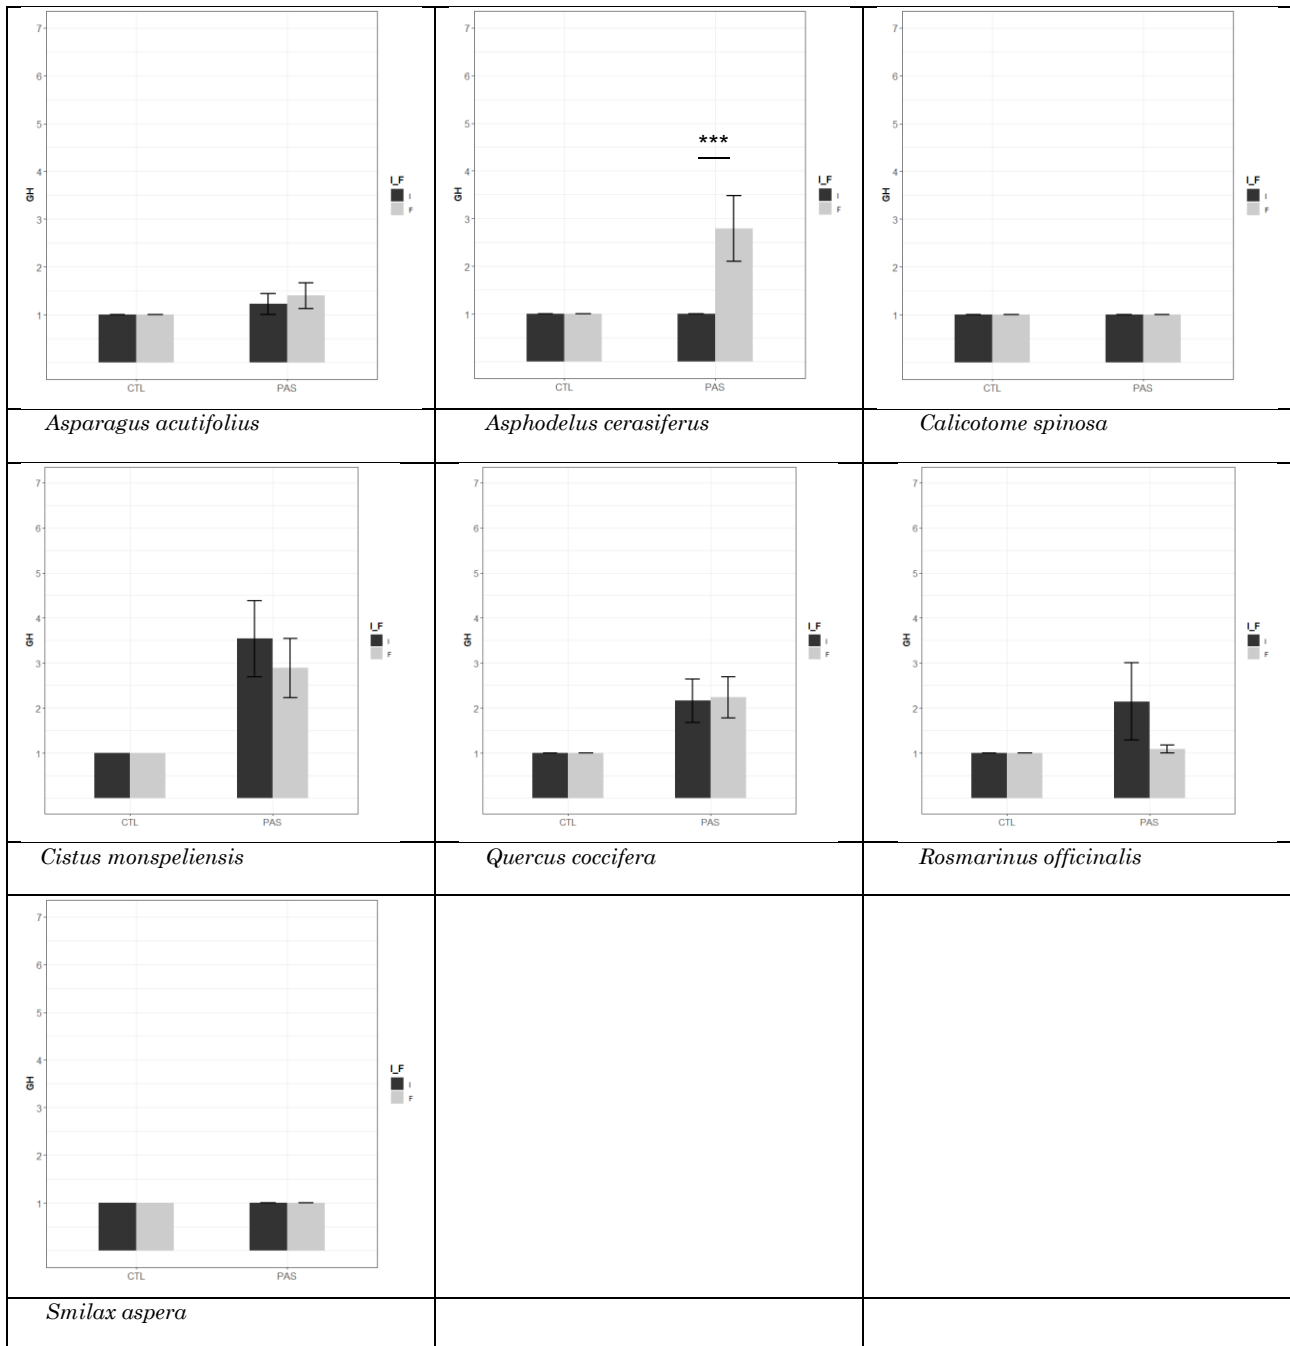 7
6
5
4
3
2
1
GH
CTL PAS
I_F
I
F
7
6
5
4
3
2
1
GH
***
CTL PAS
I_F
I
F
7
6
5
4
3
2
1
GH
CTL PAS
I_F
I
F
Asparagus acutifolius
Asphodelus cerasiferus
Calicotome spinosa
7
6
5
4
3
2
1
GH
CTL PAS
I_F
I
F
7
6
5
4
3
2
1
GH
CTL PAS
I_F
I
F
7
6
5
4
3
2
1
GH
CTL PAS
I_F
I
F
Cistus monspeliensis
Quercus coccifera
Rosmarinus officinalis
7
6
5
4
3
2
1
GH
CTL PAS
I_F
I
F
Smilax aspera